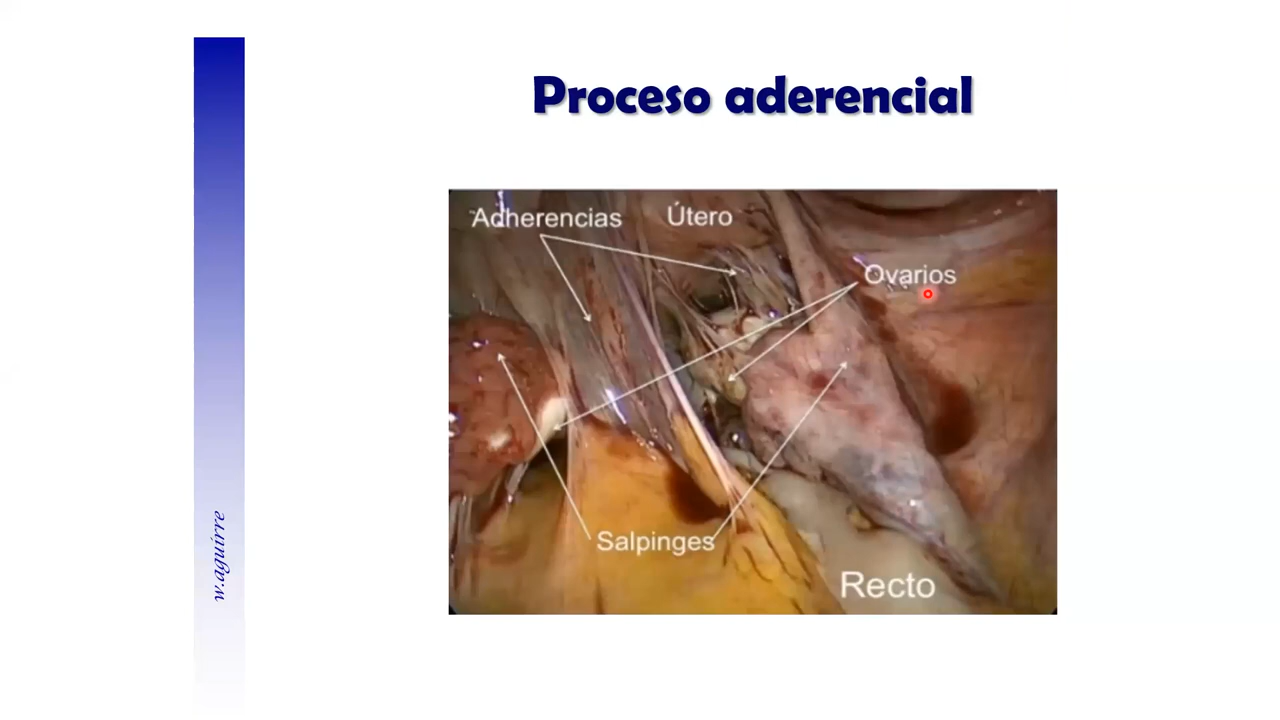 Proceso aderencial
Adherencias
Útero
Ovarios
Salpinges
Recto
w.aguirre